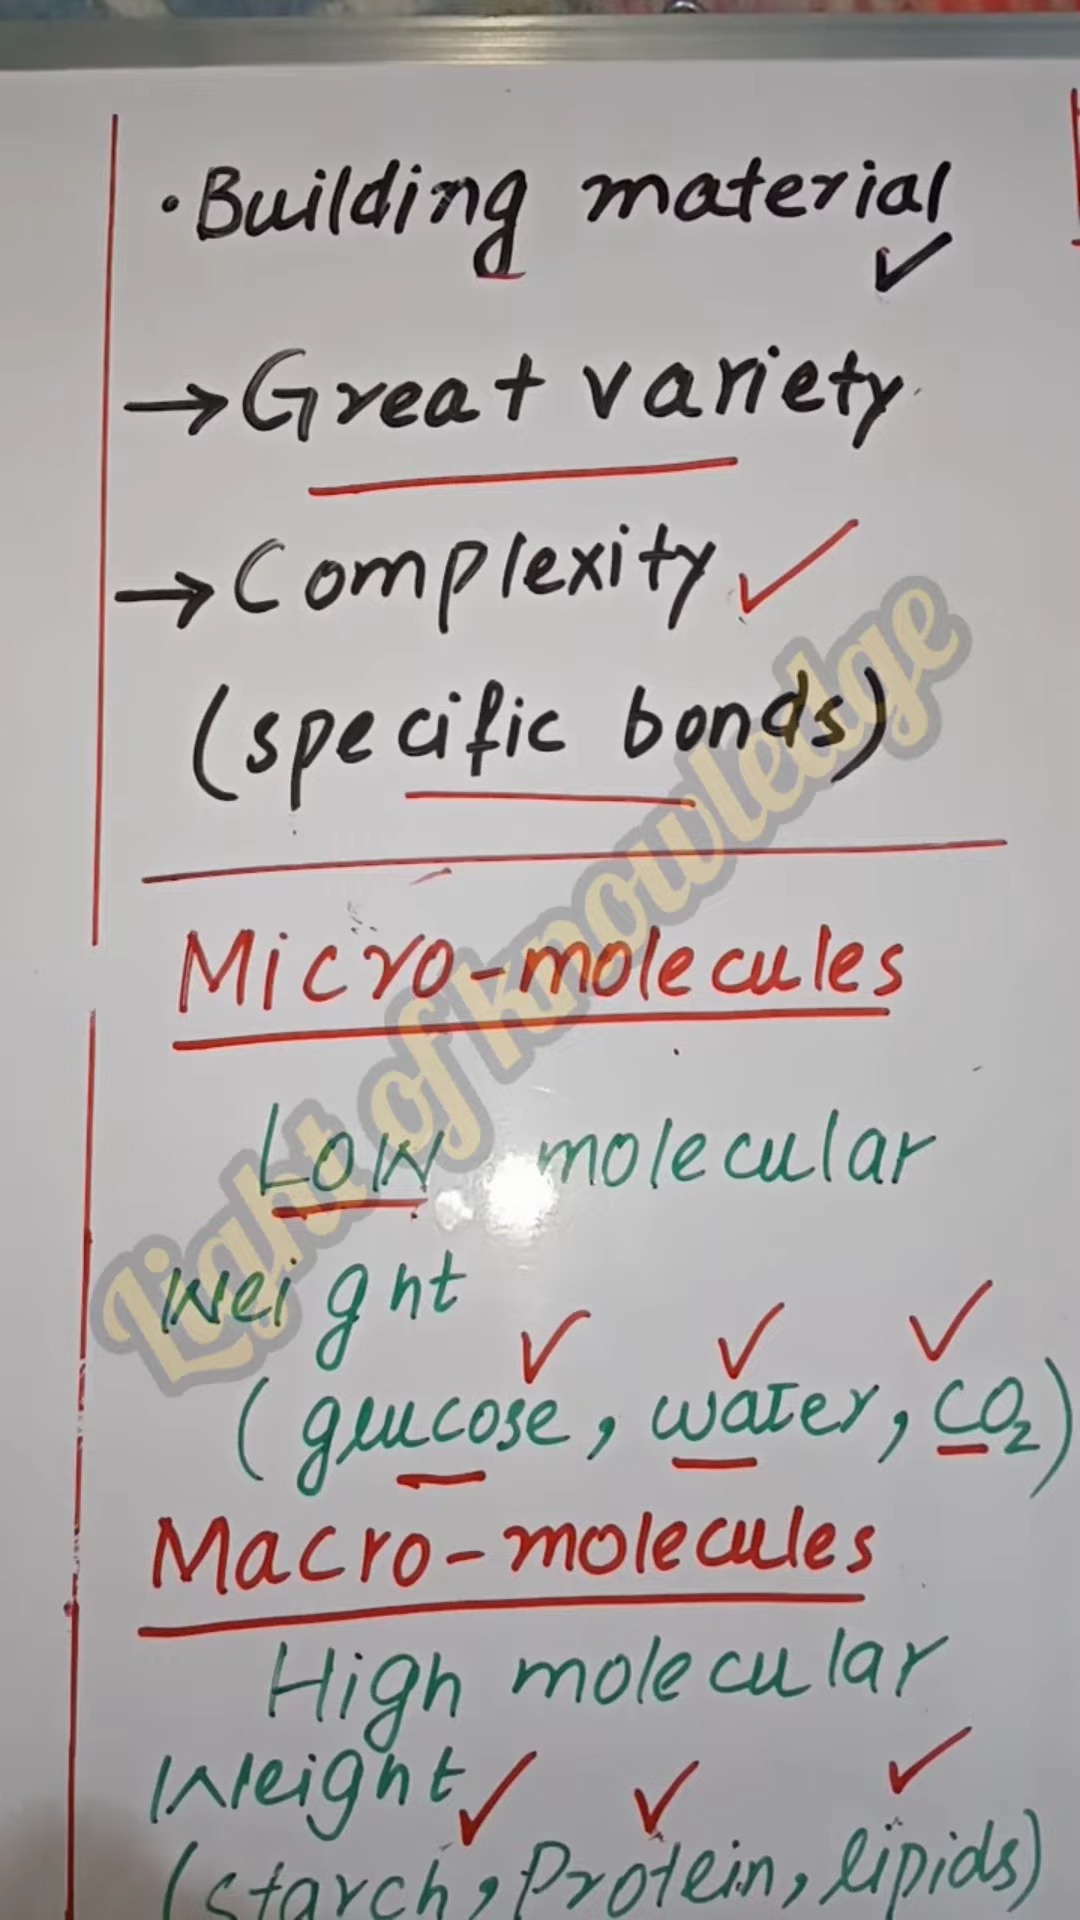 • Building material
→ Great variety
→ Complexity
(specific bonds)
Micro-molecules
Low molecular
Weight
(glucose, water, CO₂)
Macro-molecules
High molecular
Weight
(starch, Protein, lipids)
Light of knowledge